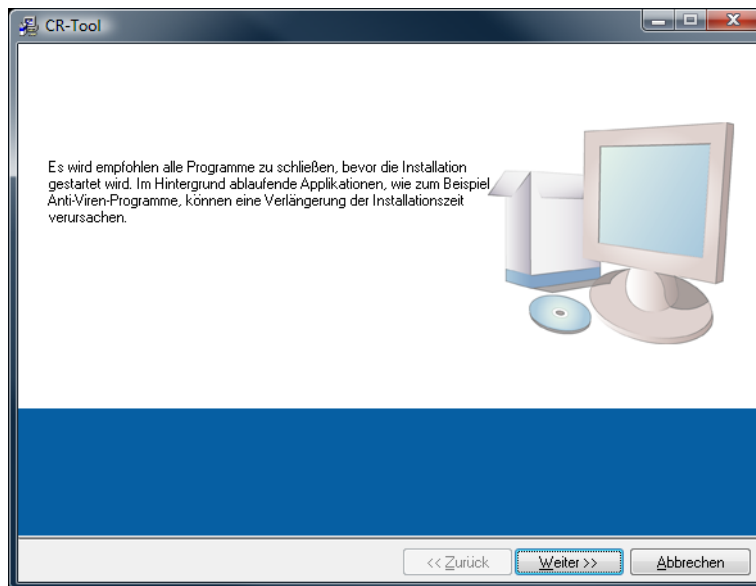 CR-Tool
Es wird empfohlen alle Programme zu schließen, bevor die Installation
gestartet wird. Im Hintergrund ablaufende Applikationen, wie zum Beispiel
Anti-Viren-Programme, können eine Verlängerung der Installationszeit
verursachen.
<< Zurück
Weiter >>
Abbrechen